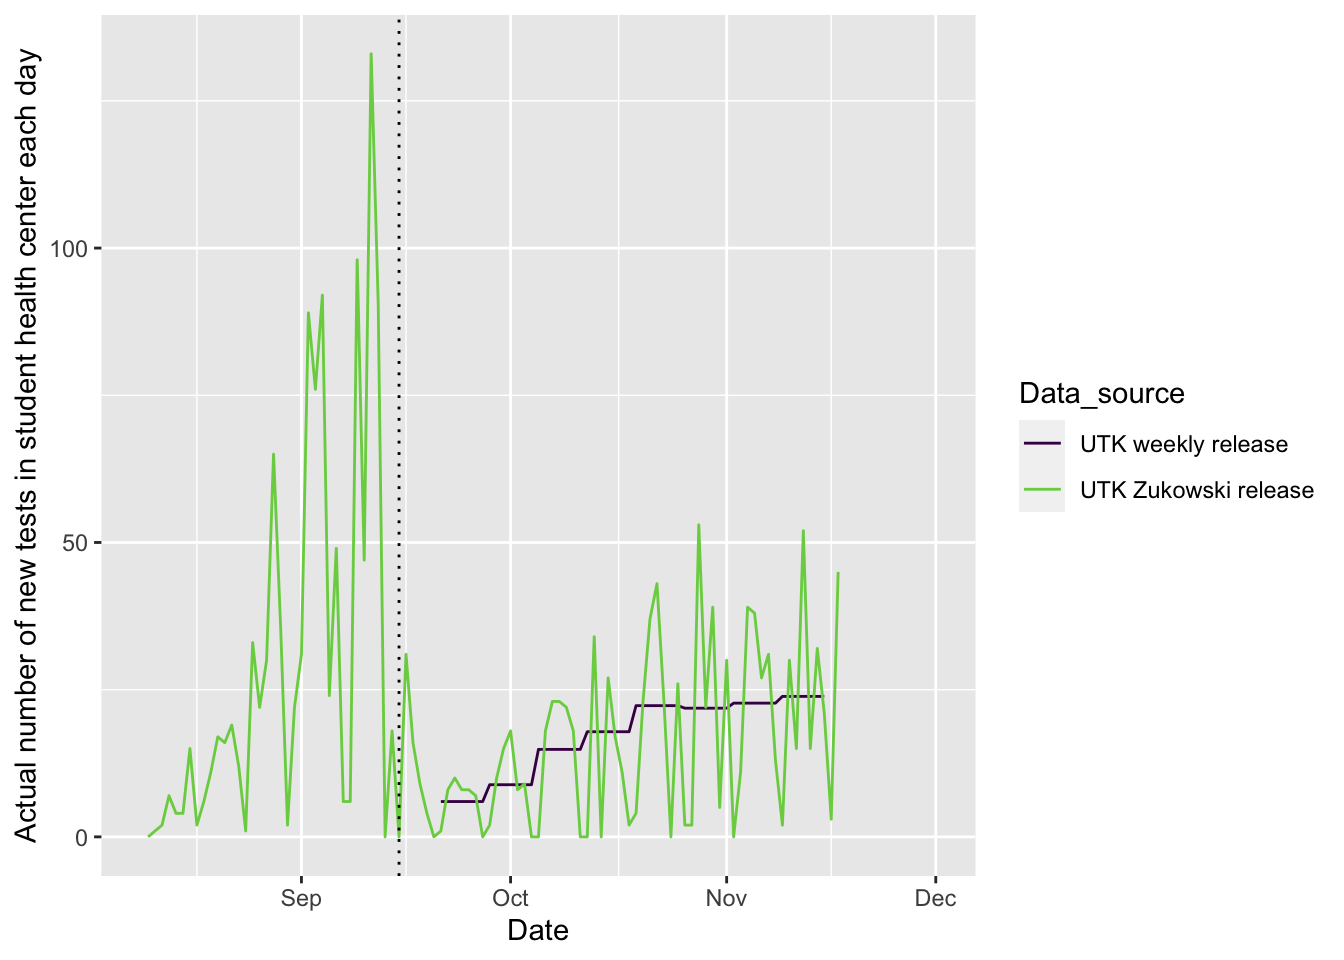 Actual number of new tests in student health center each day
100
50
0
Sep
Oct
Nov
Dec
Date
Data_source
UTK weekly release
UTK Zukowski release